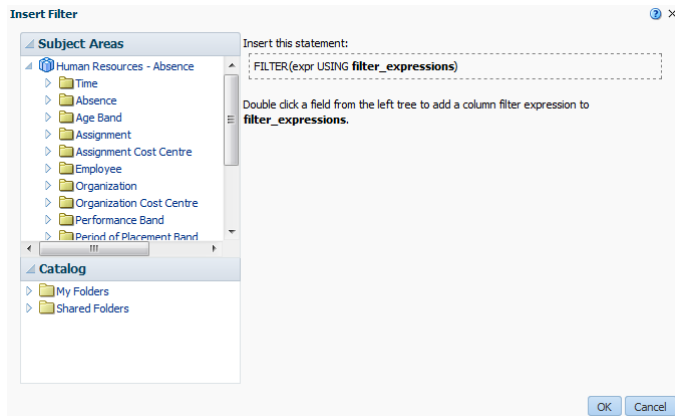 Insert Filter
Subject Areas
Human Resources - Absence
Time
Absence
Age Band
Assignment
Assignment Cost Centre
Employee
Organization
Organization Cost Centre
Performance Band
Period of Placement Band
Catalog
My Folders
Shared Folders
Insert this statement:
FILTER(expr USING filter_expressions)
Double click a field from the left tree to add a column filter expression to
filter_expressions.
OK Cancel